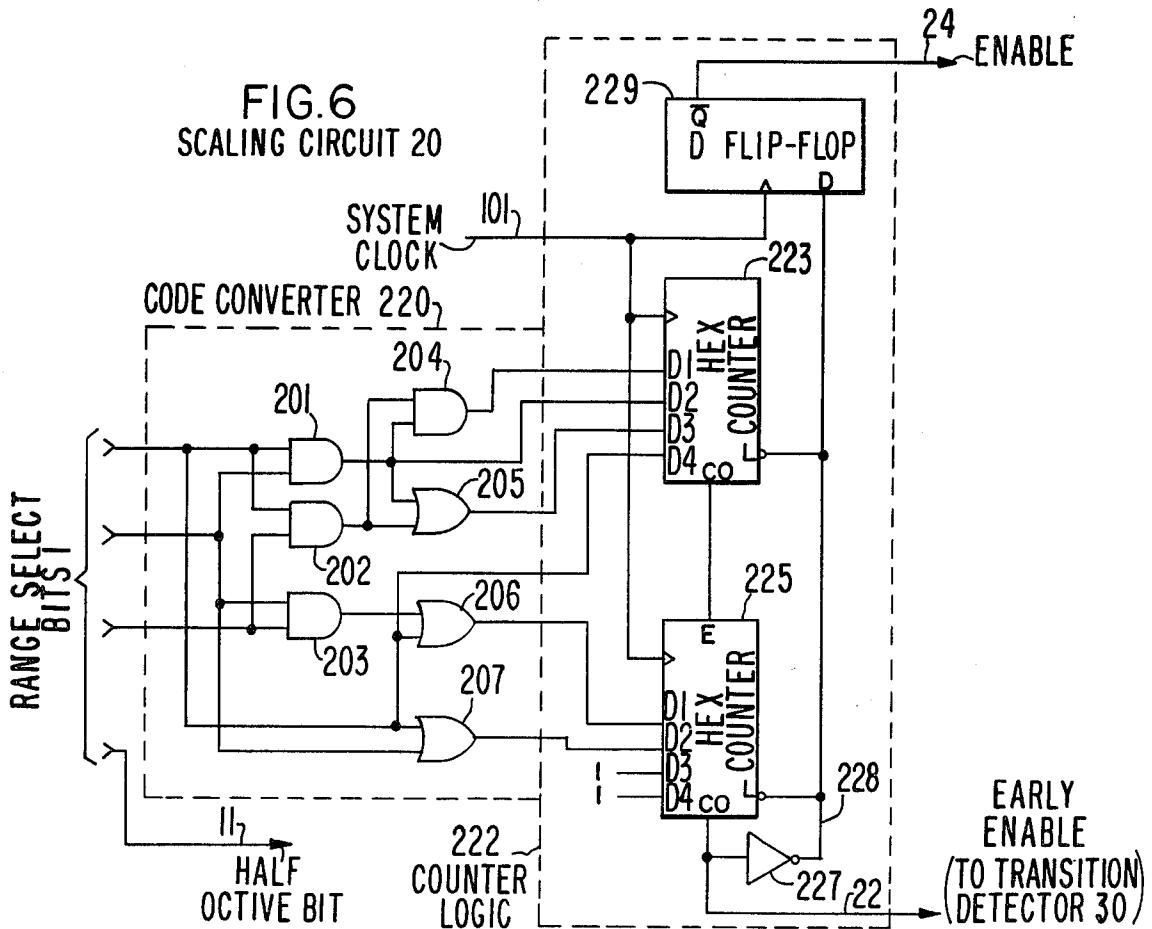 24
ENABLE
229
FIG.6
SCALING CIRCUIT 20
Q
D FLIP-FLOP
D
101
SYSTEM
CLOCK
223
CODE CONVERTER 220
204
HEX
COUNTER
D1
D2
D3
D4
CO
L
201
205
202
RANGE SELECT
BITS 1
203
206
225
E
HEX
COUNTER
D1
D2
D3
D4
CO
L
207
1
1
228
11
HALF
OCTIVE BIT
222
COUNTER
LOGIC
227
22
EARLY
ENABLE
(TO TRANSITION
DETECTOR 30)